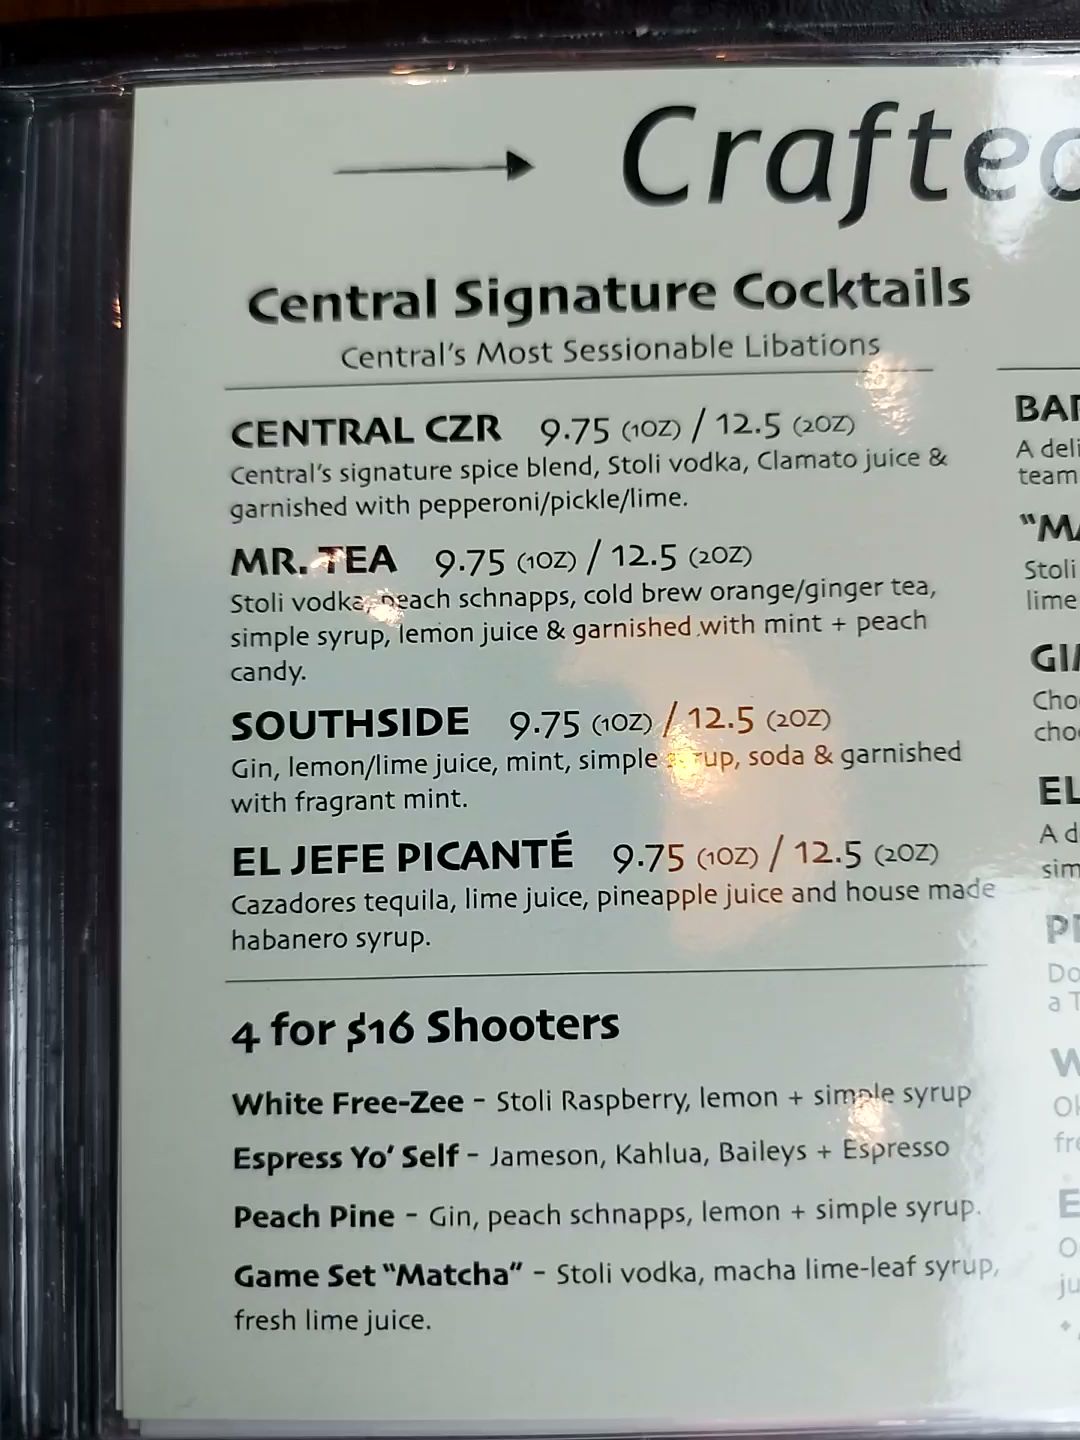 Crafted
Central Signature Cocktails
Central's Most Sessionable Libations
CENTRAL CZR 9.75 (1OZ) / 12.5 (2OZ)
Central's signature spice blend, Stoli vodka, Clamato juice &
garnished with pepperoni/pickle/lime.
MR. TEA 9.75 (1OZ) / 12.5 (2OZ)
Stoli vodka, peach schnapps, cold brew orange/ginger tea,
simple syrup, lemon juice & garnished with mint + peach
candy.
SOUTHSIDE 9.75 (1OZ) / 12.5 (2OZ)
Gin, lemon/lime juice, mint, simple syrup, soda & garnished
with fragrant mint.
EL JEFE PICANTÉ 9.75 (1OZ) / 12.5 (2OZ)
Cazadores tequila, lime juice, pineapple juice and house made
habanero syrup.
4 for $16 Shooters
White Free-Zee - Stoli Raspberry, lemon + simple syrup
Espress Yo' Self - Jameson, Kahlua, Baileys + Espresso
Peach Pine - Gin, peach schnapps, lemon + simple syrup.
Game Set "Matcha" - Stoli vodka, macha lime-leaf syrup,
fresh lime juice.
A
team
Stoli
lime
EL
A
a